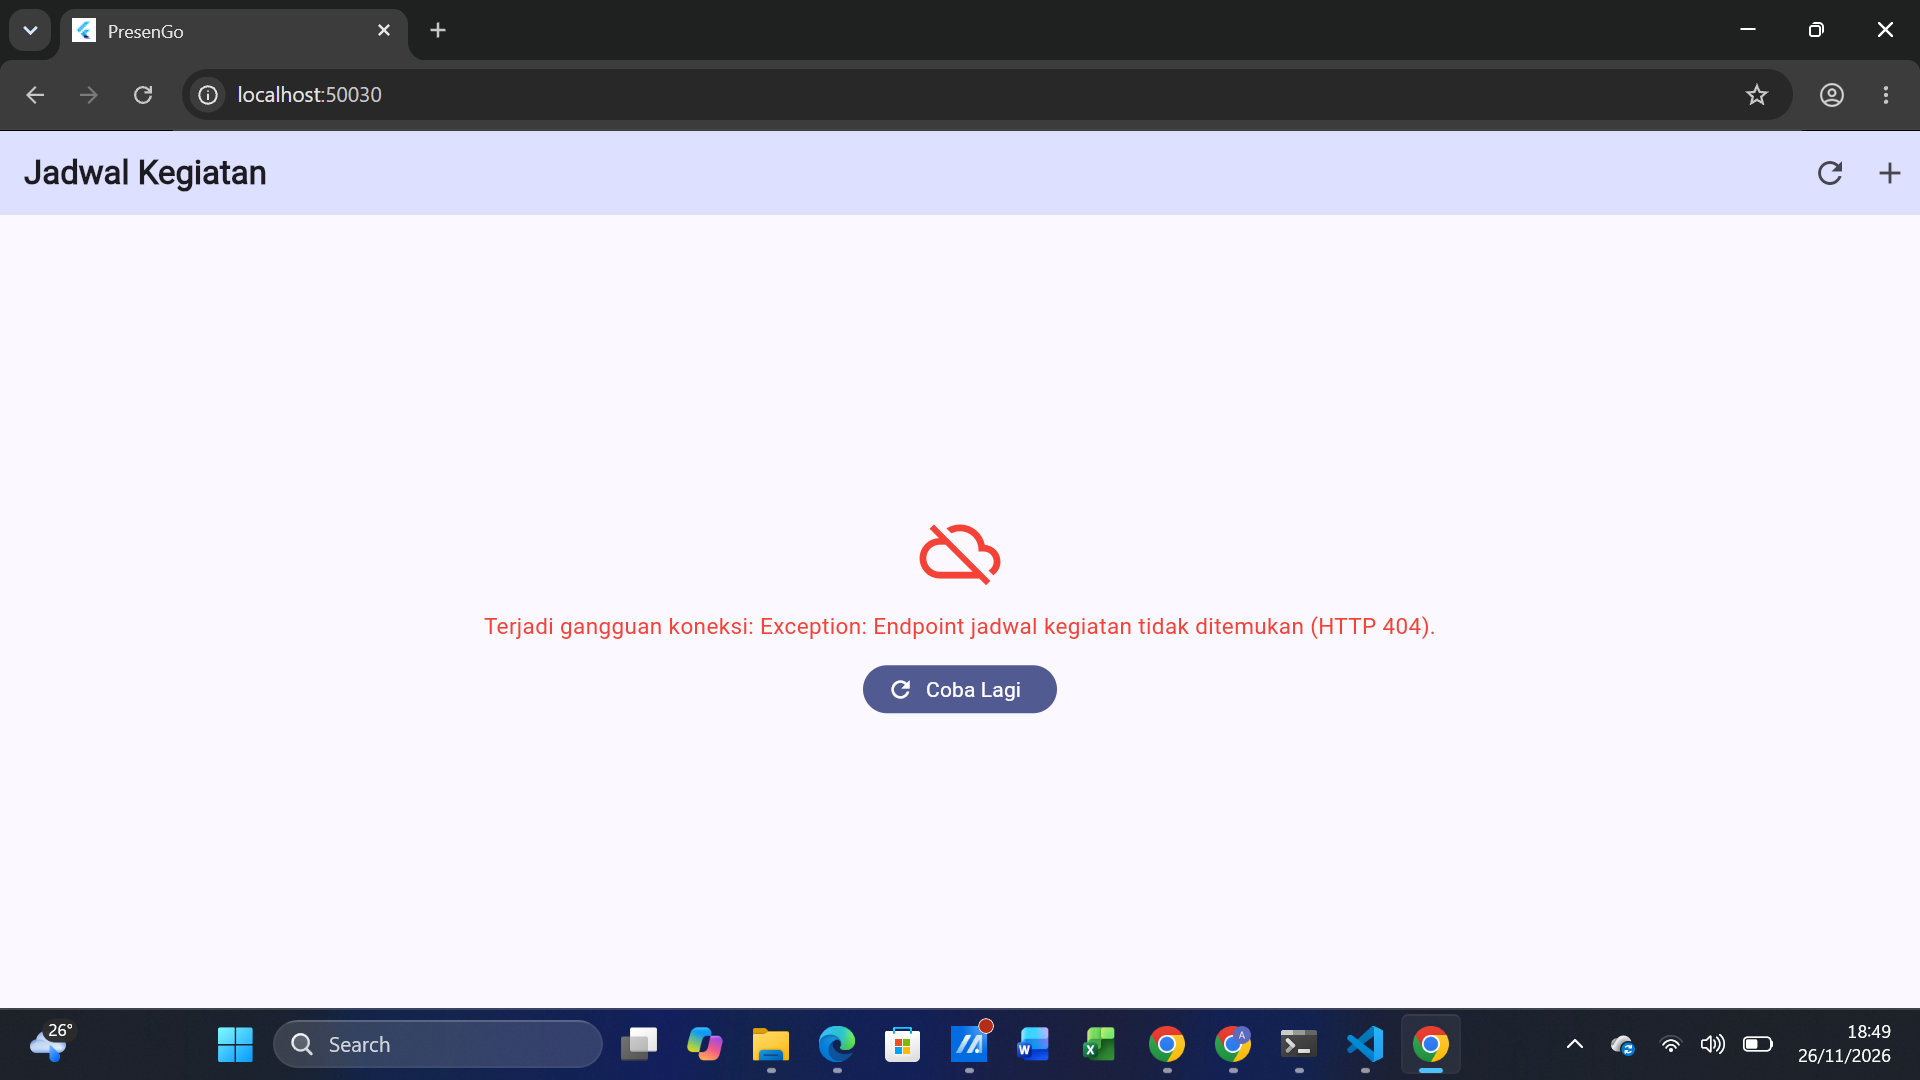 PresenGo
localhost:50030
Jadwal Kegiatan
Terjadi gangguan koneksi: Exception: Endpoint jadwal kegiatan tidak ditemukan (HTTP 404).
Coba Lagi
26°
Search
A
W
X
18:49
26/11/2026